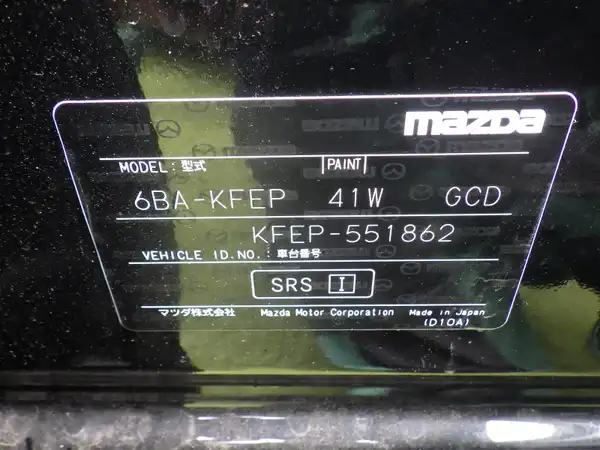 mazda
MODEL: 型式 PAINT
6BA-KFEP 41W GCD
KFEP-551862
VEHICLE ID.NO.: 車台番号
SRS I
マツダ株式会社 Mazda Motor Corporation Made in Japan
(D10A)